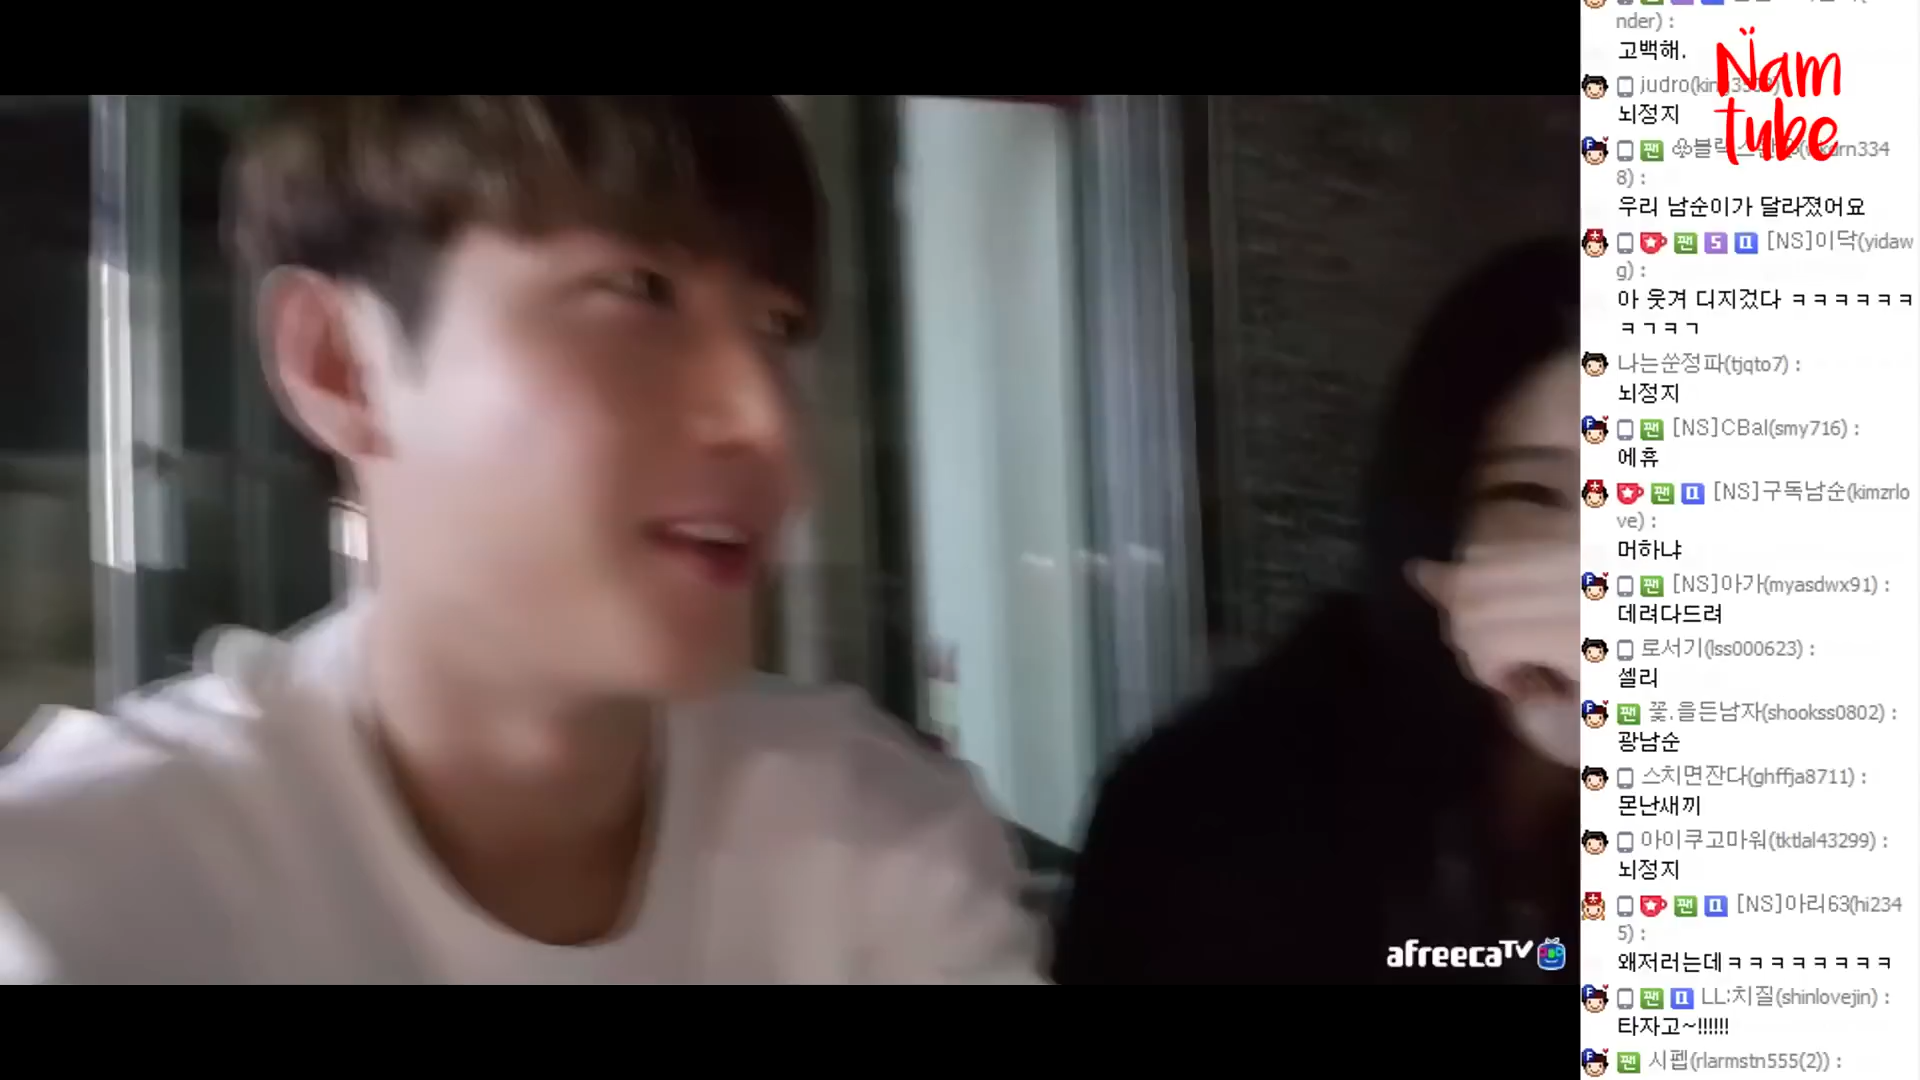 nder) :
고백해.
judro(king3392)
뇌정지
8) :
우리 남순이가 달라졌어요
[NS]이닥(yidaw
g) :
아 웃겨 디지겄다 ㅋㅋㅋㅋㅋㅋ
ㅋㄱㅋㄱ
나는쑨정파(tjqto7) :
뇌정지
[NS]CBal(smy716) :
에휴
[NS]구독남순(kimzrlo
ve) :
머하냐
[NS]아가(myasdwx91) :
데려다드려
로서기(lss000623) :
셀리
꽃.을든남자(shookss0802) :
광남순
스치면잔다(ghffja8711) :
몬난새끼
아이쿠고마워(tktlal43299) :
뇌정지
[NS]아리63(hi234
5) :
왜저러는데ㅋㅋㅋㅋㅋㅋㅋㅋ
LL:치질(shinlovejin) :
타자고~!!!!!!
시펩(rlarmstn555(2)) :
Nam
tube
afreecaTV